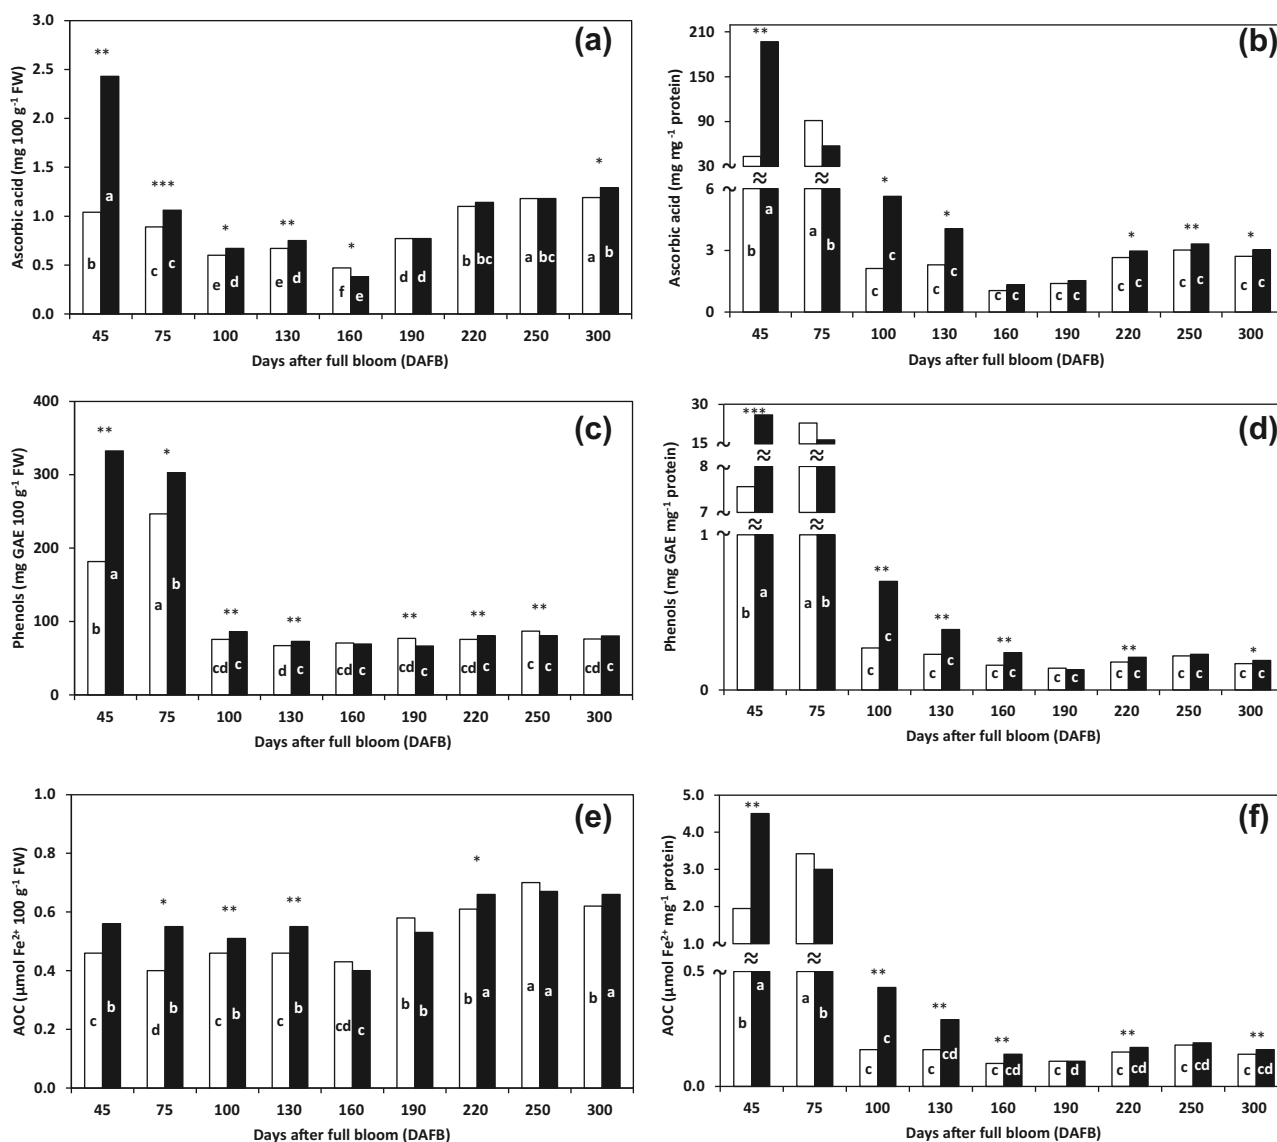 (a)
Ascorbic acid (mg 100 g⁻¹ FW)
3.0
2.5
2.0
1.5
1.0
0.5
0.0
** *** * ** * *
b a c c e d e d f e d d b bc a bc a b
45 75 100 130 160 190 220 250 300
Days after full bloom (DAFB)
(b)
Ascorbic acid (mg mg⁻¹ protein)
210
150
90
30
6
3
0
** * * * ** *
b a a b c c c c c c c c c c c c c c
45 75 100 130 160 190 220 250 300
Days after full bloom (DAFB)
(c)
Phenols (mg GAE 100 g⁻¹ FW)
400
300
200
100
0
** * ** ** ** ** **
b a a b cd c d c cd c cd c cd c c c cd c
45 75 100 130 160 190 220 250 300
Days after full bloom (DAFB)
(d)
Phenols (mg GAE mg⁻¹ protein)
30
15
8
7
1
0
*** ** ** ** ** *
b a a b c c c c c c c c c c c c c c
45 75 100 130 160 190 220 250 300
Days after full bloom (DAFB)
(e)
AOC (μmol Fe²⁺ 100 g⁻¹ FW)
1.0
0.8
0.6
0.4
0.2
0.0
* ** ** *
c b d b c b c b cd c b b b a a a b a
45 75 100 130 160 190 220 250 300
Days after full bloom (DAFB)
(f)
AOC (μmol Fe²⁺ mg⁻¹ protein)
5.0
4.0
3.0
2.0
1.0
0.5
0.0
** ** ** ** ** **
b a a b c c c cd c cd c d c cd c cd c cd
45 75 100 130 160 190 220 250 300
Days after full bloom (DAFB)